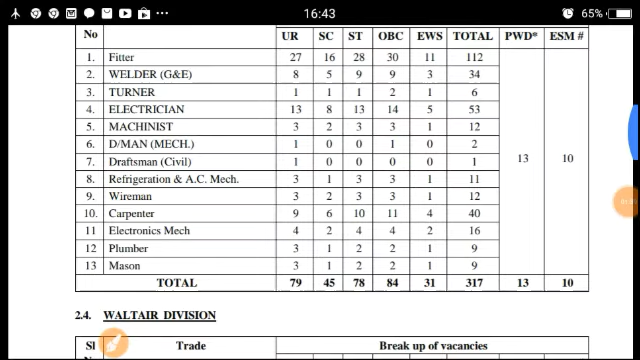 16:43
65%
No UR SC ST OBC EWS TOTAL PWD* ESM #
1. Fitter 27 16 28 30 11 112
2. WELDER (G&E) 8 5 9 9 3 34
3. TURNER 1 1 1 2 1 6
4. ELECTRICIAN 13 8 13 14 5 53
5. MACHINIST 3 2 3 3 1 12
6. D/MAN (MECH.) 1 0 0 1 0 2
7. Draftsman (Civil) 1 0 0 0 0 1 13 10
8. Refrigeration & A.C. Mech. 3 1 3 3 1 11
9. Wireman 3 2 3 3 1 12
10. Carpenter 9 6 10 11 4 40
11 Electronics Mech 4 2 4 4 2 16
12 Plumber 3 1 2 2 1 9
13 Mason 3 1 2 2 1 9
TOTAL 79 45 78 84 31 317 13 10
2.4. WALTAIR DIVISION
Sl Trade Break up of vacancies